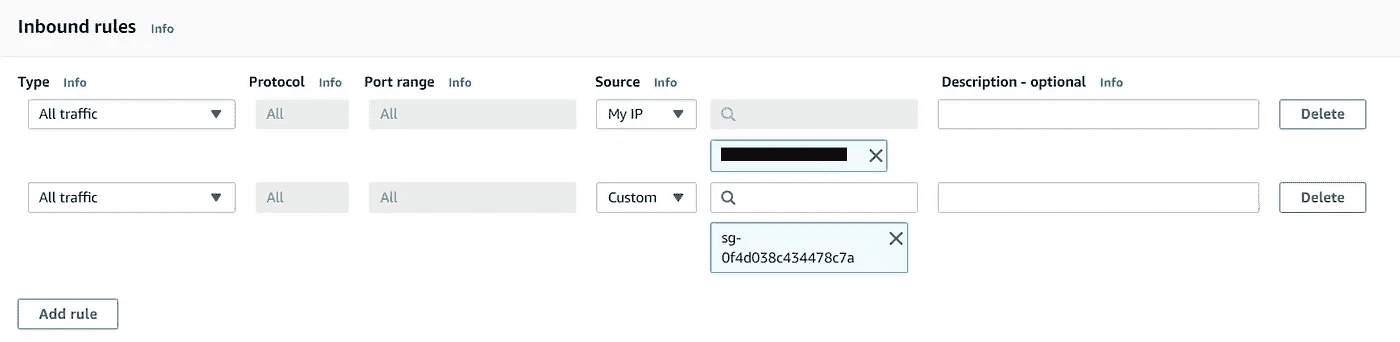 Inbound rules Info
Type Info Protocol Info Port range Info Source Info Description - optional Info
All traffic All All My IP Delete
All traffic All All Custom Delete
sg-
0f4d038c434478c7a
Add rule